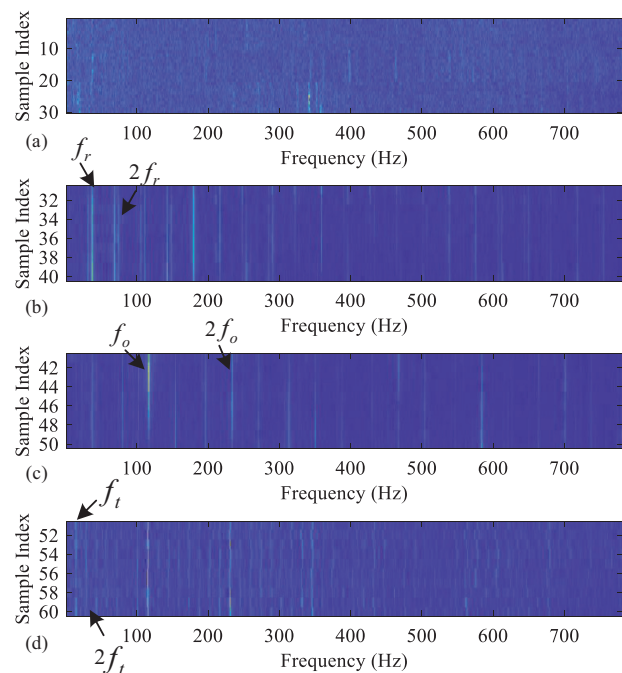 Sample Index
10
20
30
100 200 300 400 500 600 700
(a)
Frequency (Hz)
f_r
2f_r
Sample Index
32
34
36
38
40
100 200 300 400 500 600 700
(b)
Frequency (Hz)
f_o
2f_o
Sample Index
42
44
46
48
50
100 200 300 400 500 600 700
(c)
Frequency (Hz)
f_t
Sample Index
52
54
56
58
60
100 200 300 400 500 600 700
(d)
2f_t
Frequency (Hz)